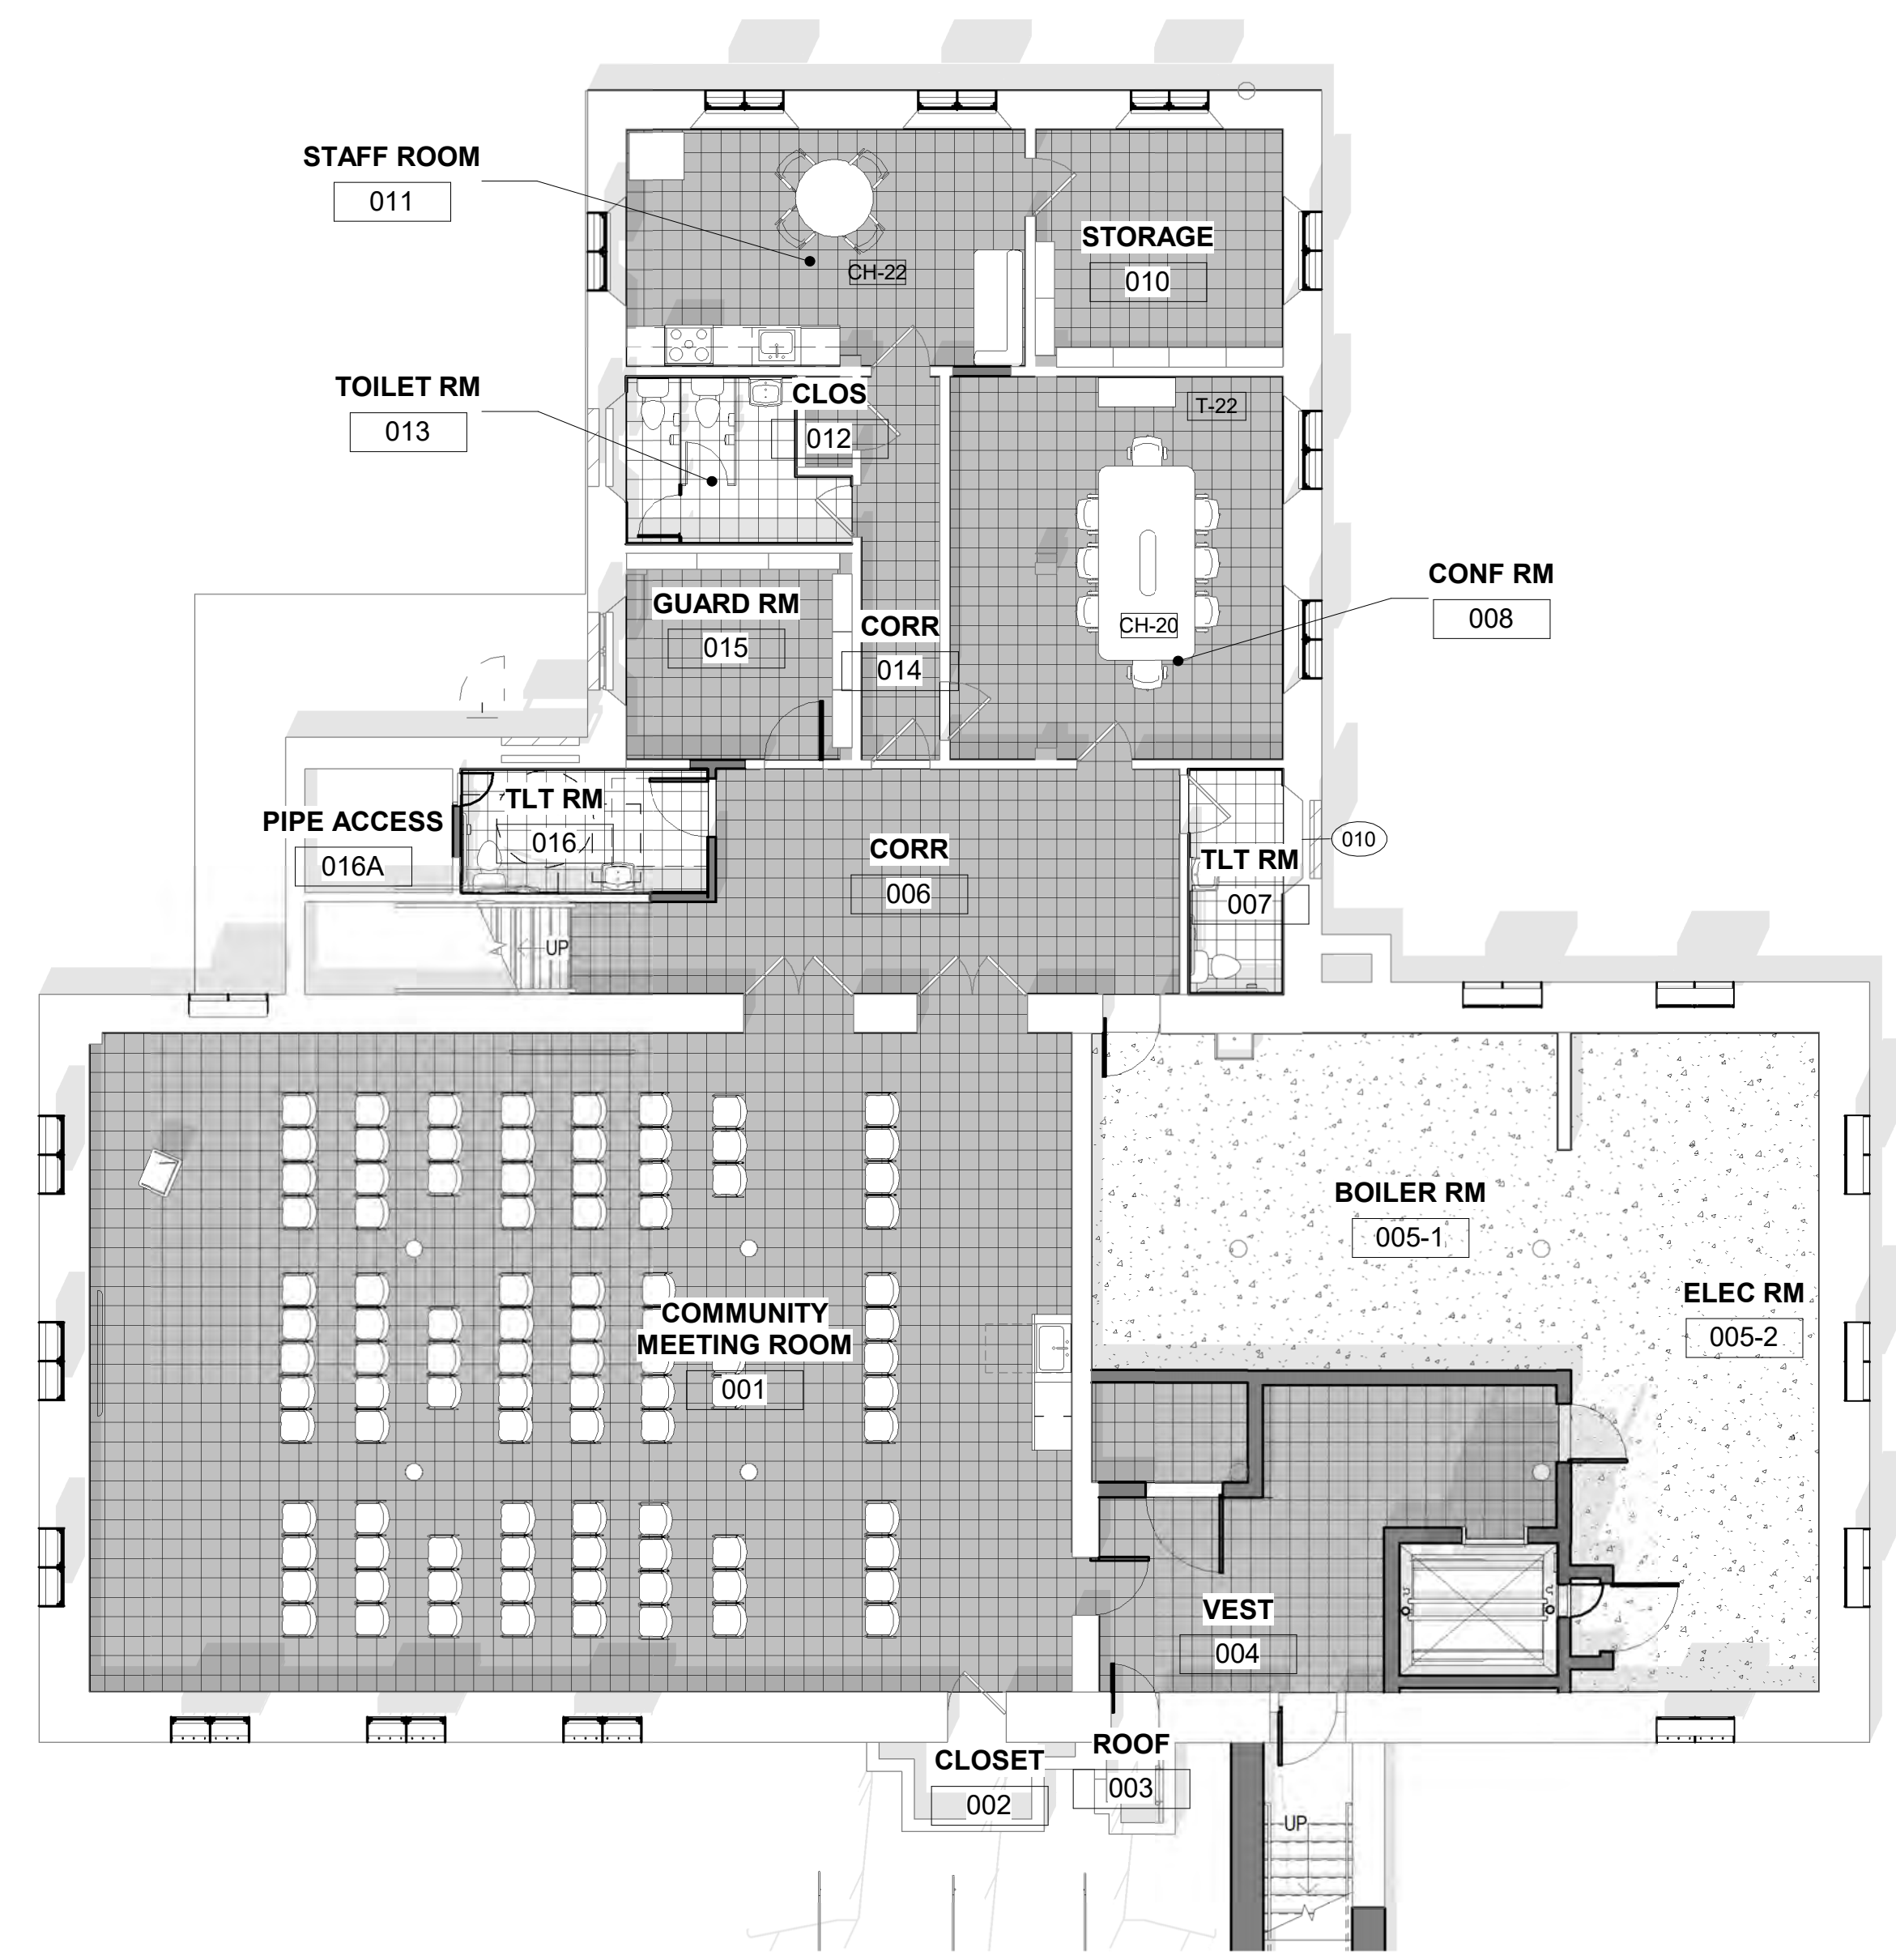 STAFF ROOM
011
STORAGE
010
CH-22
TOILET RM
013
CLOS
012
T-22
GUARD RM
015
CORR
014
CH-20
CONF RM
008
TLT RM
016
PIPE ACCESS
016A
CORR
006
010
TLT RM
007
UP
BOILER RM
005-1
ELEC RM
005-2
COMMUNITY
MEETING ROOM
001
VEST
004
CLOSET
002
ROOF
003
UP